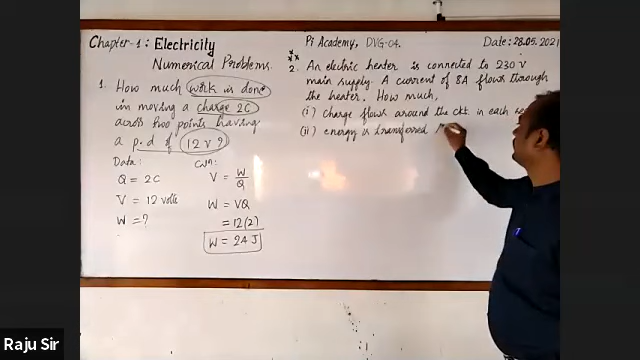 Chapter-1: Electricity
Numerical Problems.
Pi Academy, DVG-04.
Date: 28.05.2021
1. How much work is done
in moving a charge 2C
across two points having
a p.d of 12 V ?
Data:
Q = 2C
V = 12 volts
W = ?
V = W/Q
W = VQ
= 12(2)
W = 24 J
2. An electric heater is connected to 230 V
main supply. A current of 8A flows through
the heater. How much,
(i) charge flows around the ckt in each
(ii) energy is transferred
Raju Sir